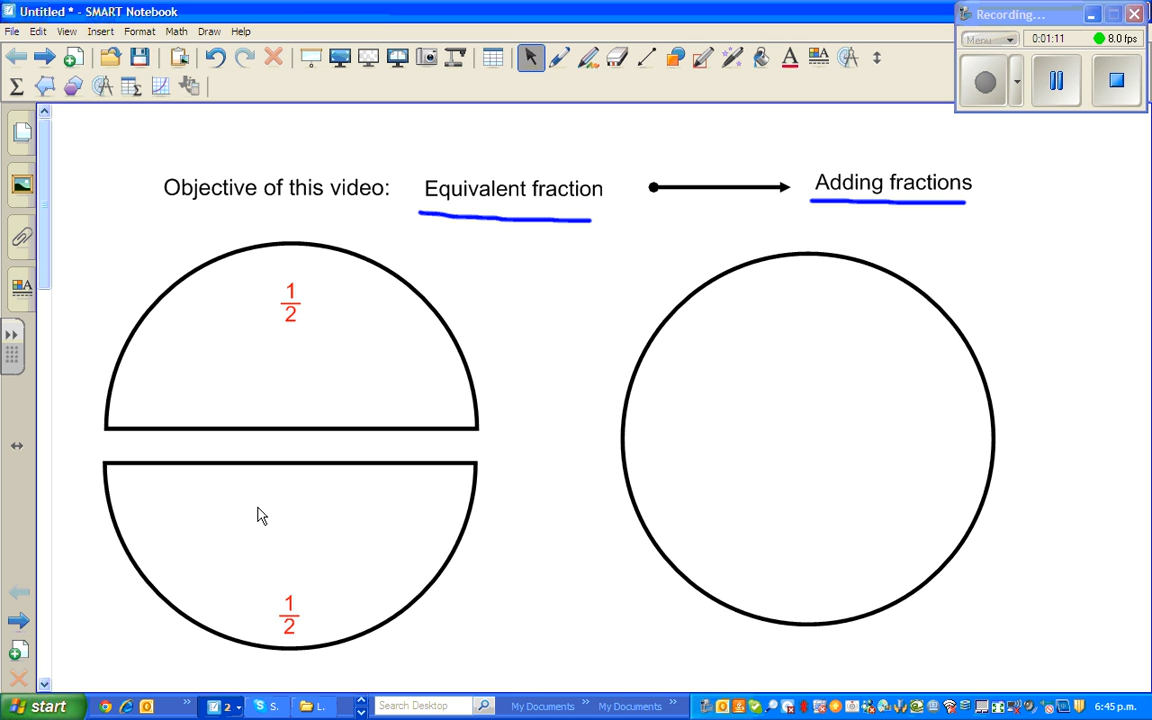 Untitled * - SMART Notebook
Recording...
File Edit View Insert Format Math Draw Help
Menu 0:01:11 8.0 fps
Objective of this video: Equivalent fraction Adding fractions
1
2
1
2
start 2 S. L. Search Desktop My Documents » My Documents » 6:45 p.m.